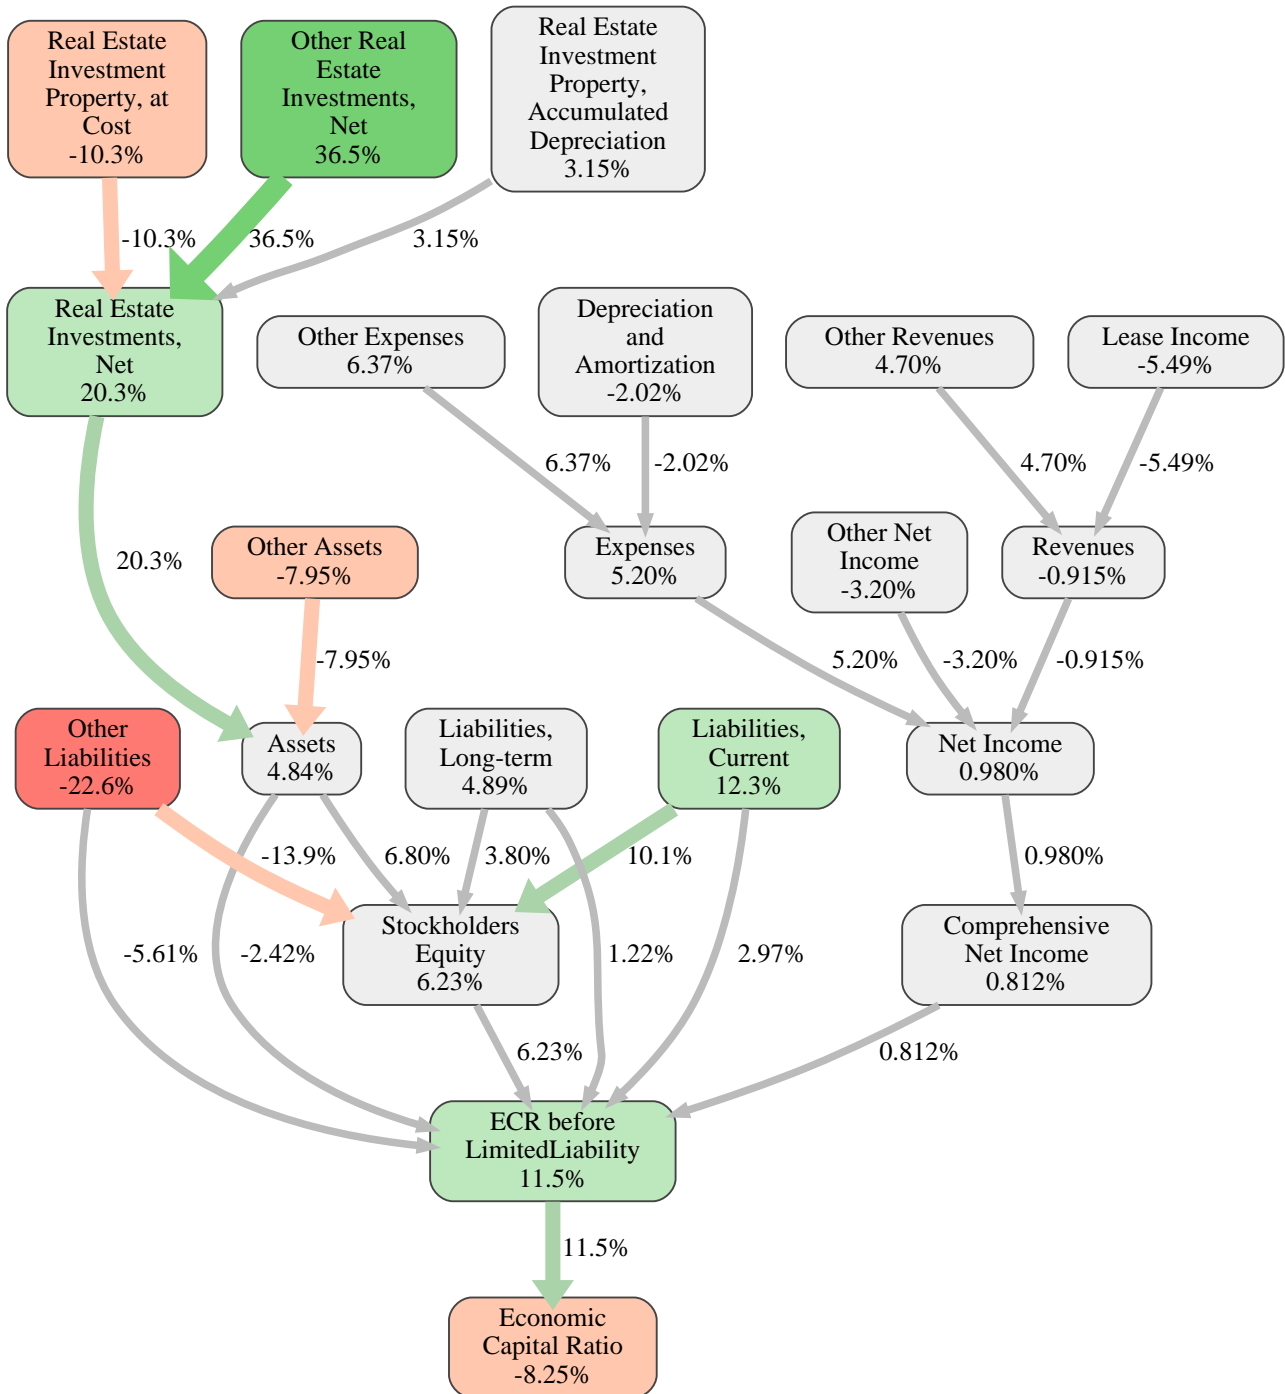 Real Estate
Investment
Property, at
Cost
-10.3%
Other Real
Estate
Investments,
Net
36.5%
Real Estate
Investment
Property,
Accumulated
Depreciation
3.15%
-10.3%
36.5%
3.15%
Real Estate
Investments,
Net
20.3%
Other Expenses
6.37%
Depreciation
and
Amortization
-2.02%
Other Revenues
4.70%
Lease Income
-5.49%
6.37%
-2.02%
4.70%
-5.49%
20.3%
Other Assets
-7.95%
Expenses
5.20%
Other Net
Income
-3.20%
Revenues
-0.915%
-7.95%
5.20%
-3.20%
-0.915%
Other
Liabilities
-22.6%
Assets
4.84%
Liabilities,
Long-term
4.89%
Liabilities,
Current
12.3%
Net Income
0.980%
-13.9%
6.80%
3.80%
10.1%
0.980%
-5.61%
-2.42%
Stockholders
Equity
6.23%
1.22%
2.97%
Comprehensive
Net Income
0.812%
6.23%
0.812%
ECR before
LimitedLiability
11.5%
11.5%
Economic
Capital Ratio
-8.25%